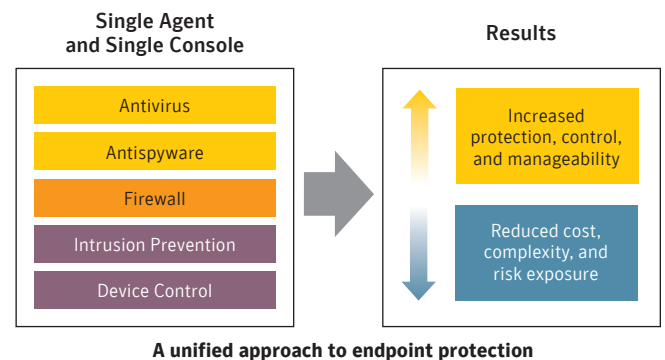 Single Agent
and Single Console
Antivirus
Antispyware
Firewall
Intrusion Prevention
Device Control
Results
Increased
protection, control,
and manageability
Reduced cost,
complexity, and
risk exposure
A unified approach to endpoint protection